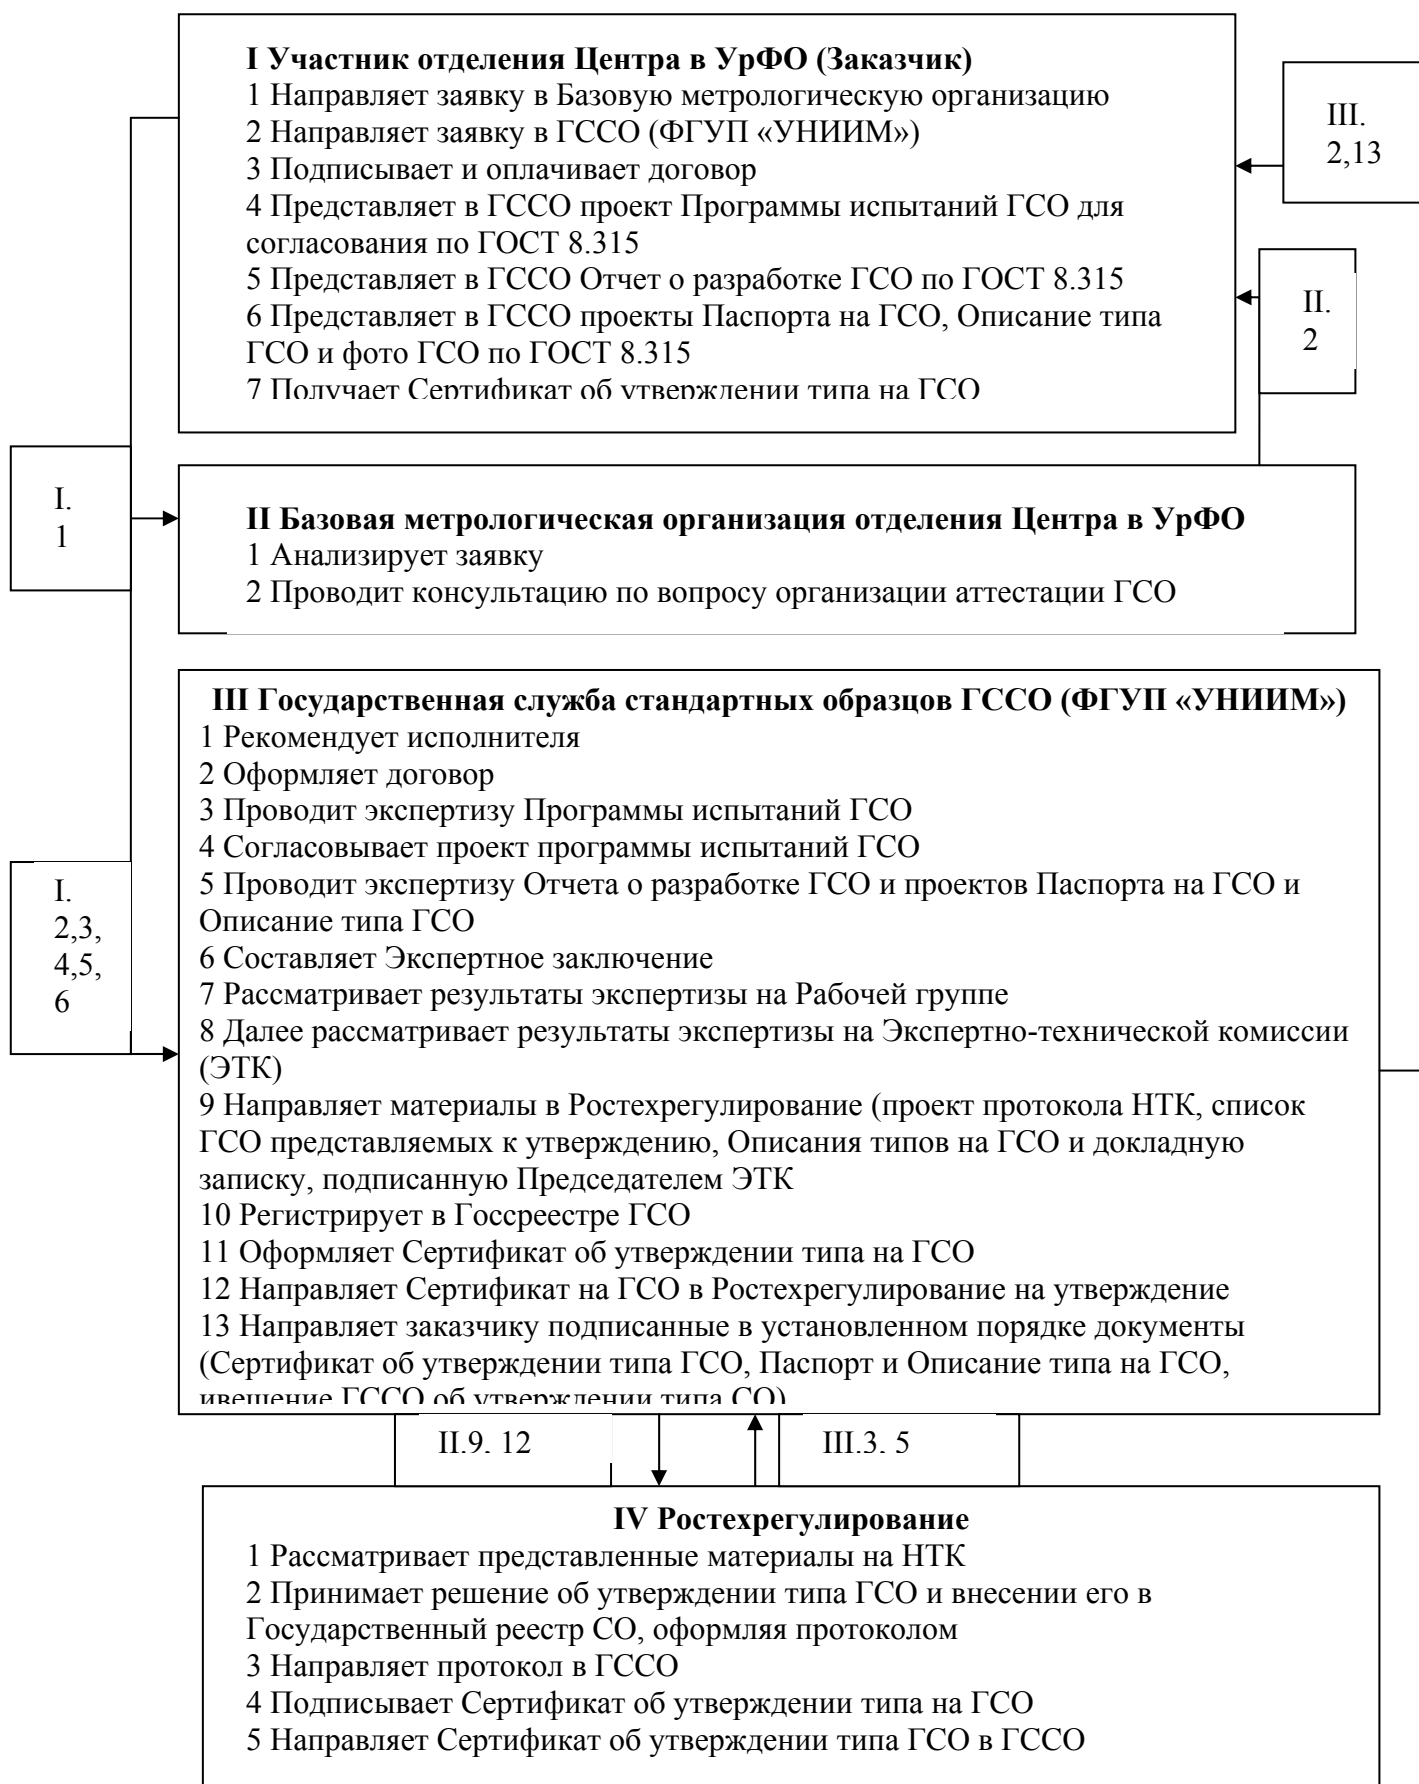 I Участник отделения Центра в УрФО (Заказчик)
1 Направляет заявку в Базовую метрологическую организацию
2 Направляет заявку в ГССО (ФГУП «УНИИМ»)
3 Подписывает и оплачивает договор
4 Представляет в ГССО проект Программы испытаний ГСО для
согласования по ГОСТ 8.315
5 Представляет в ГССО Отчет о разработке ГСО по ГОСТ 8.315
6 Представляет в ГССО проекты Паспорта на ГСО, Описание типа
ГСО и фото ГСО по ГОСТ 8.315
7 Получает Сертификат об утверждении типа на ГСО
III.
2,13
II.
2
I.
1
II Базовая метрологическая организация отделения Центра в УрФО
1 Анализирует заявку
2 Проводит консультацию по вопросу организации аттестации ГСО
III Государственная служба стандартных образцов ГССО (ФГУП «УНИИМ»)
1 Рекомендует исполнителя
2 Оформляет договор
3 Проводит экспертизу Программы испытаний ГСО
4 Согласовывает проект программы испытаний ГСО
5 Проводит экспертизу Отчета о разработке ГСО и проектов Паспорта на ГСО и
Описание типа ГСО
6 Составляет Экспертное заключение
7 Рассматривает результаты экспертизы на Рабочей группе
8 Далее рассматривает результаты экспертизы на Экспертно-технической комиссии
(ЭТК)
9 Направляет материалы в Ростехрегулирование (проект протокола НТК, список
ГСО представляемых к утверждению, Описания типов на ГСО и докладную
записку, подписанную Председателем ЭТК
10 Регистрирует в Госсреестре ГСО
11 Оформляет Сертификат об утверждении типа на ГСО
12 Направляет Сертификат на ГСО в Ростехрегулирование на утверждение
13 Направляет заказчику подписанные в установленном порядке документы
(Сертификат об утверждении типа ГСО, Паспорт и Описание типа на ГСО,
ивещение ГССО об утверждении типа СО)
I.
2,3,
4,5,
6
II.9, 12
III.3, 5
IV Ростехрегулирование
1 Рассматривает представленные материалы на НТК
2 Принимает решение об утверждении типа ГСО и внесении его в
Государственный реестр СО, оформляя протоколом
3 Направляет протокол в ГССО
4 Подписывает Сертификат об утверждении типа на ГСО
5 Направляет Сертификат об утверждении типа ГСО в ГССО